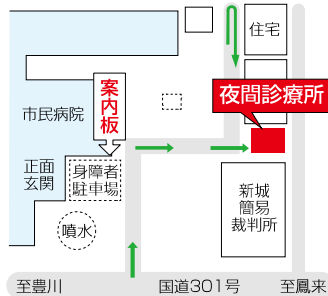 住宅
案内板
夜間診療所
市民病院
正面
玄関
身障者
駐車場
噴水
新城
簡易
裁判所
至豊川
国道301号
至鳳来